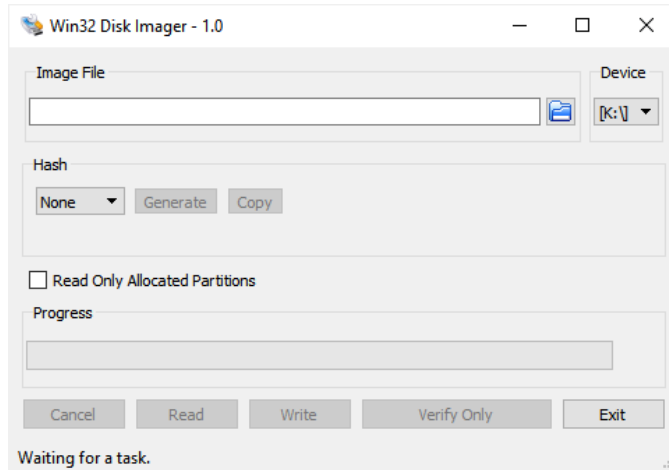 Win32 Disk Imager - 1.0
Image File
Device
[K:\]
Hash
None Generate Copy
Read Only Allocated Partitions
Progress
Cancel Read Write Verify Only Exit
Waiting for a task.